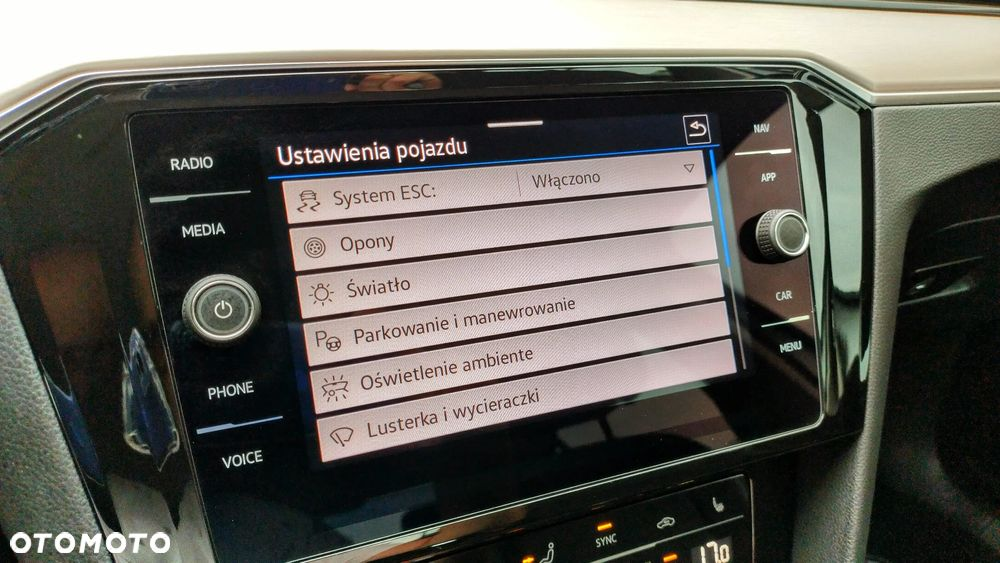 RADIO
MEDIA
PHONE
VOICE
Ustawienia pojazdu
System ESC: Włączono
Opony
Światło
Parkowanie i manewrowanie
Oświetlenie ambiente
Lusterka i wycieraczki
NAV
APP
CAR
MENU
SYNC
17.0
OTOMOTO